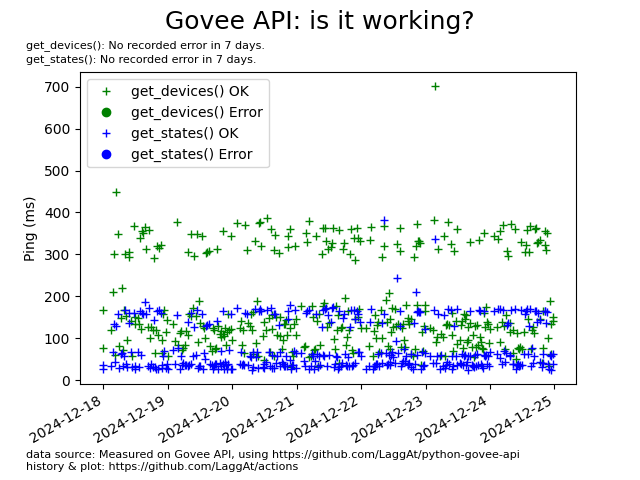 Govee API: is it working?
get_devices(): No recorded error in 7 days.
get_states(): No recorded error in 7 days.
get_devices() OK
get_devices() Error
get_states() OK
get_states() Error
Ping (ms)
700
600
500
400
300
200
100
0
2024-12-18
2024-12-19
2024-12-20
2024-12-21
2024-12-22
2024-12-23
2024-12-24
2024-12-25
data source: Measured on Govee API, using https://github.com/LaggAt/python-govee-api
history & plot: https://github.com/LaggAt/actions